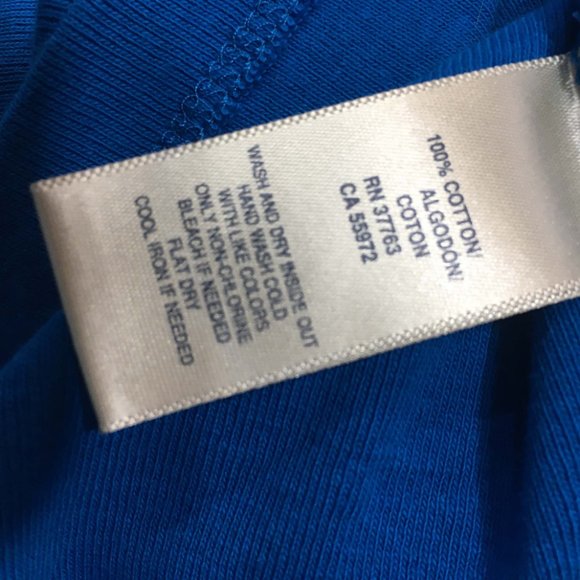 100% COTTON/
ALGODÓN/
COTON
RN 37763
CA 55972
WASH AND DRY INSIDE OUT
HAND WASH COLD
WITH LIKE COLORS
ONLY NON-CHLORINE
BLEACH IF NEEDED
FLAT DRY
COOL IRON IF NEEDED